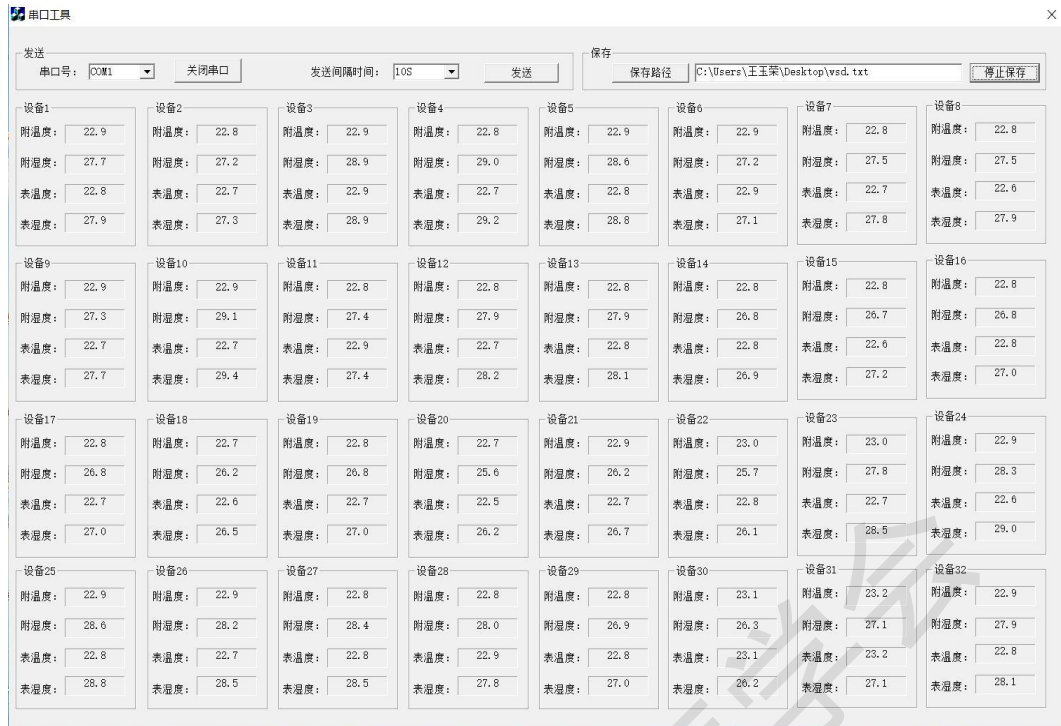 串口工具
发送
保存
串口号： COM1 关闭串口 发送间隔时间： 10S 发送 保存路径 C:\Users\王玉荣\Desktop\vsd.txt 停止保存
设备1 设备2 设备3 设备4 设备5 设备6 设备7 设备8
附温度： 22.9 附温度： 22.8 附温度： 22.9 附温度： 22.8 附温度： 22.9 附温度： 22.9 附温度： 22.8 附温度： 22.8
附湿度： 27.7 附湿度： 27.2 附湿度： 28.9 附湿度： 29.0 附湿度： 28.6 附湿度： 27.2 附湿度： 27.5 附湿度： 27.5
表温度： 22.8 表温度： 22.7 表温度： 22.9 表温度： 22.7 表温度： 22.8 表温度： 22.9 表温度： 22.7 表温度： 22.6
表湿度： 27.9 表湿度： 27.3 表湿度： 28.9 表湿度： 29.2 表湿度： 28.8 表湿度： 27.1 表湿度： 27.8 表湿度： 27.9
设备9 设备10 设备11 设备12 设备13 设备14 设备15 设备16
附温度： 22.9 附温度： 22.9 附温度： 22.8 附温度： 22.8 附温度： 22.8 附温度： 22.8 附温度： 22.8 附温度： 22.8
附湿度： 27.3 附湿度： 29.1 附湿度： 27.4 附湿度： 27.9 附湿度： 27.9 附湿度： 26.8 附湿度： 26.7 附湿度： 26.8
表温度： 22.7 表温度： 22.7 表温度： 22.9 表温度： 22.7 表温度： 22.8 表温度： 22.8 表温度： 22.6 表温度： 22.8
表湿度： 27.7 表湿度： 29.4 表湿度： 27.4 表湿度： 28.2 表湿度： 28.1 表湿度： 26.9 表湿度： 27.2 表湿度： 27.0
设备17 设备18 设备19 设备20 设备21 设备22 设备23 设备24
附温度： 22.8 附温度： 22.7 附温度： 22.8 附温度： 22.7 附温度： 22.9 附温度： 23.0 附温度： 23.0 附温度： 22.9
附湿度： 26.8 附湿度： 26.2 附湿度： 26.8 附湿度： 25.6 附湿度： 26.2 附湿度： 25.7 附湿度： 27.8 附湿度： 28.3
表温度： 22.7 表温度： 22.6 表温度： 22.7 表温度： 22.5 表温度： 22.7 表温度： 22.8 表温度： 22.7 表温度： 22.6
表湿度： 27.0 表湿度： 26.5 表湿度： 27.0 表湿度： 26.2 表湿度： 26.7 表湿度： 26.1 表湿度： 28.5 表湿度： 29.0
设备25 设备26 设备27 设备28 设备29 设备30 设备31 设备32
附温度： 22.9 附温度： 22.9 附温度： 22.8 附温度： 22.8 附温度： 22.8 附温度： 23.1 附温度： 23.2 附温度： 22.9
附湿度： 28.6 附湿度： 28.2 附湿度： 28.4 附湿度： 28.0 附湿度： 26.9 附湿度： 26.3 附湿度： 27.1 附湿度： 27.9
表温度： 22.8 表温度： 22.7 表温度： 22.8 表温度： 22.9 表温度： 22.8 表温度： 23.1 表温度： 23.2 表温度： 22.8
表湿度： 28.8 表湿度： 28.5 表湿度： 28.5 表湿度： 27.8 表湿度： 27.0 表湿度： 26.2 表湿度： 27.1 表湿度： 28.1
学会